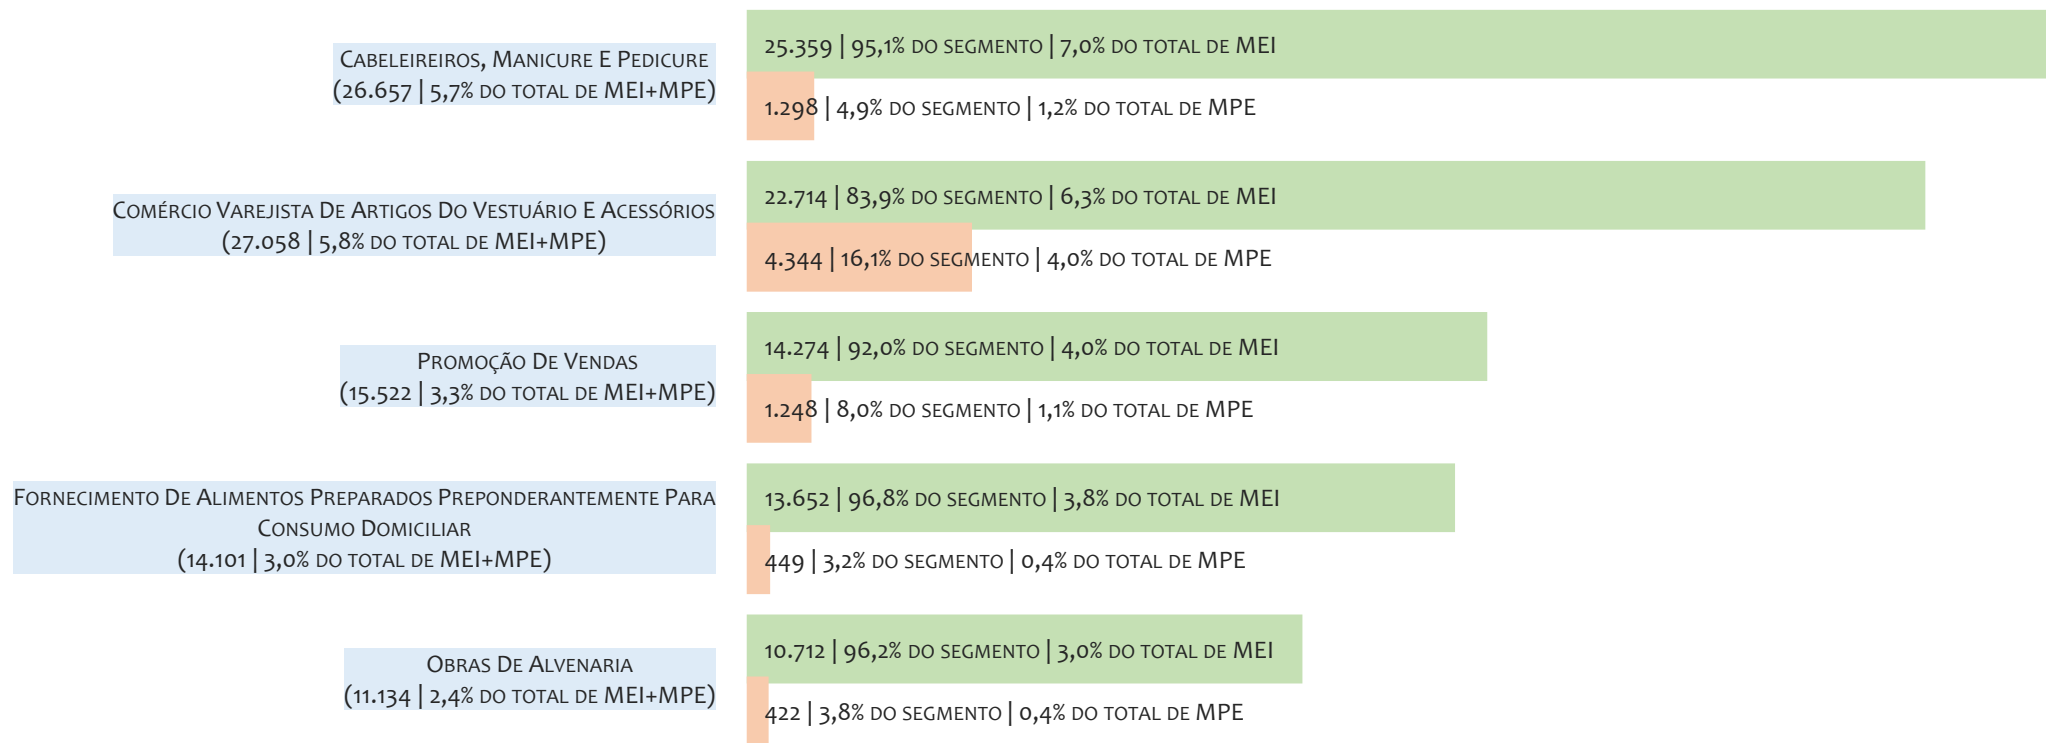 Cabeleireiros, Manicure E Pedicure
(26.657 | 5,7% do total de MEI+MPE)
25.359 | 95,1% do segmento | 7,0% do total de MEI
1.298 | 4,9% do segmento | 1,2% do total de MPE
Comércio Varejista De Artigos Do Vestuário E Acessórios
(27.058 | 5,8% do total de MEI+MPE)
22.714 | 83,9% do segmento | 6,3% do total de MEI
4.344 | 16,1% do segmento | 4,0% do total de MPE
Promoção De Vendas
(15.522 | 3,3% do total de MEI+MPE)
14.274 | 92,0% do segmento | 4,0% do total de MEI
1.248 | 8,0% do segmento | 1,1% do total de MPE
Fornecimento De Alimentos Preparados Preponderantemente Para
Consumo Domiciliar
(14.101 | 3,0% do total de MEI+MPE)
13.652 | 96,8% do segmento | 3,8% do total de MEI
449 | 3,2% do segmento | 0,4% do total de MPE
Obras De Alvenaria
(11.134 | 2,4% do total de MEI+MPE)
10.712 | 96,2% do segmento | 3,0% do total de MEI
422 | 3,8% do segmento | 0,4% do total de MPE